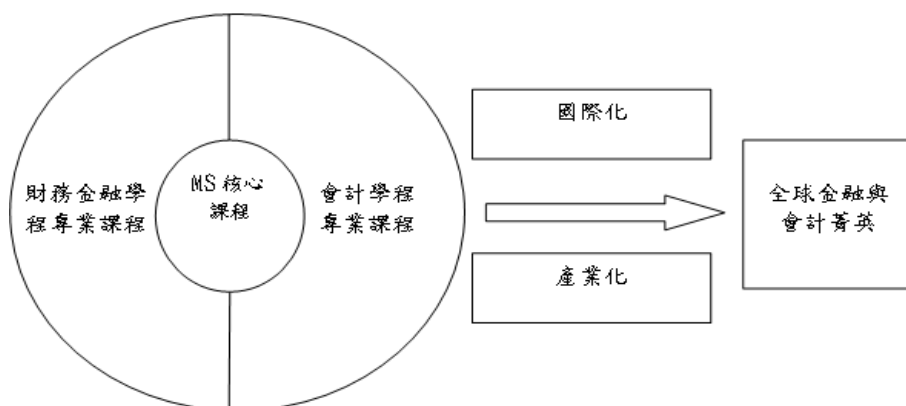 財務金融學
程專業課程
MS 核心
課程
會計學程
專業課程
國際化
產業化
全球金融與
會計菁英